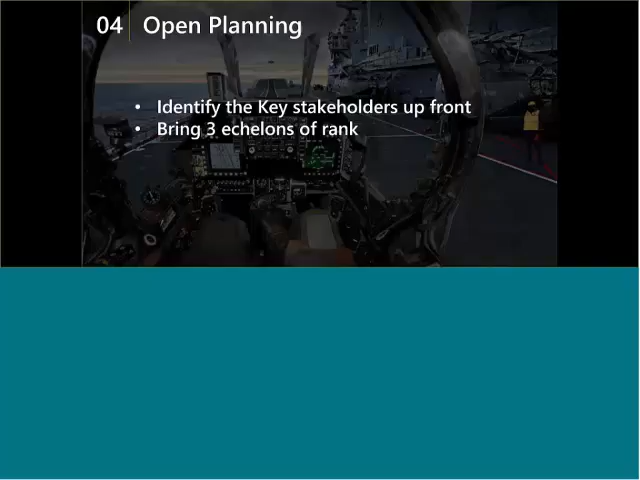 04 Open Planning
• Identify the Key stakeholders up front
• Bring 3 echelons of rank